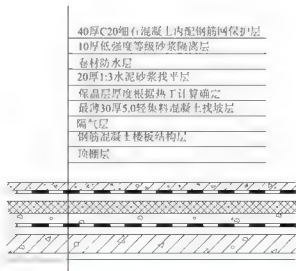 40厚C20细石混凝土内配钢筋网保护层
10厚低强度等级砂浆隔离层
卷材防水层
20厚1:3水泥砂浆找平层
保温层厚度根据热工计算确定
最薄30厚5.0轻集料混凝土找坡层
隔气层
钢筋混凝土楼板结构层
顶棚层